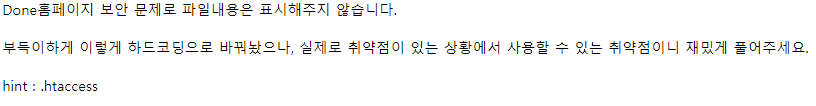 Done홈페이지 보안 문제로 파일내용은 표시해주지 않습니다.
부득이하게 이렇게 하드코딩으로 바꿔놨으나, 실제로 취약점이 있는 상황에서 사용할 수 있는 취약점이니 재밌게 풀어주세요.
hint : .htaccess